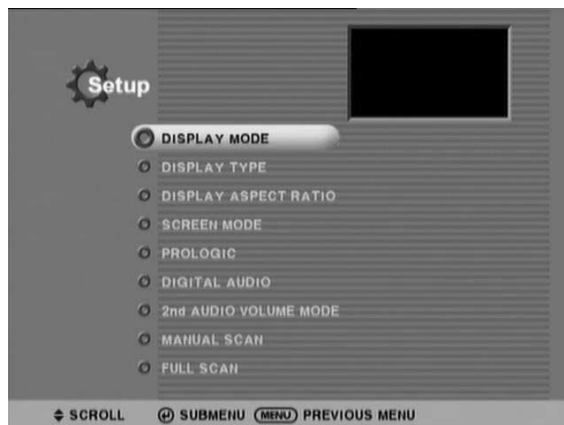 Setup
DISPLAY MODE
DISPLAY TYPE
DISPLAY ASPECT RATIO
SCREEN MODE
PROLOGIC
DIGITAL AUDIO
2nd AUDIO VOLUME MODE
MANUAL SCAN
FULL SCAN
SCROLL SUBMENU MENU PREVIOUS MENU